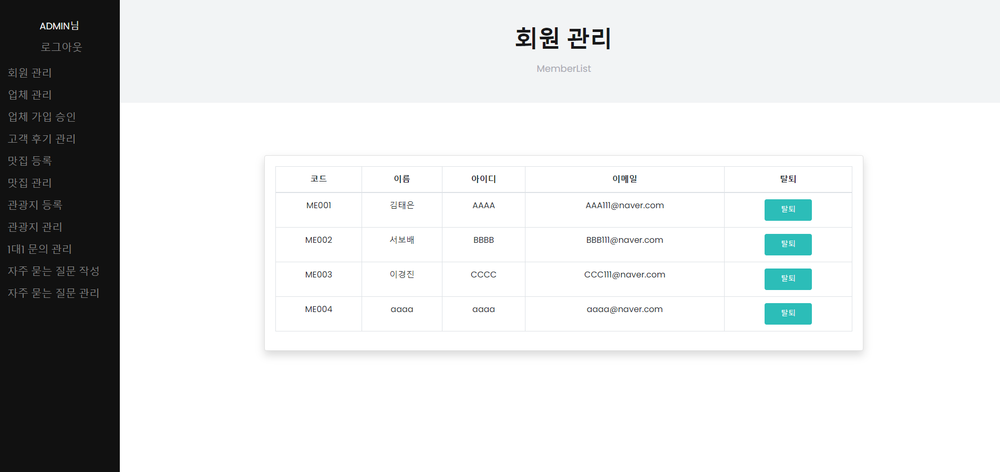 ADMIN님
로그아웃
회원 관리
업체 관리
업체 가입 승인
고객 후기 관리
맛집 등록
맛집 관리
관광지 등록
관광지 관리
1대1 문의 관리
자주 묻는 질문 작성
자주 묻는 질문 관리
회원 관리
MemberList
코드 이름 아이디 이메일 탈퇴
ME001 김태은 AAAA AAA111@naver.com 탈퇴
ME002 서보배 BBBB BBB111@naver.com 탈퇴
ME003 이경진 CCCC CCC111@naver.com 탈퇴
ME004 aaaa aaaa aaaa@naver.com 탈퇴